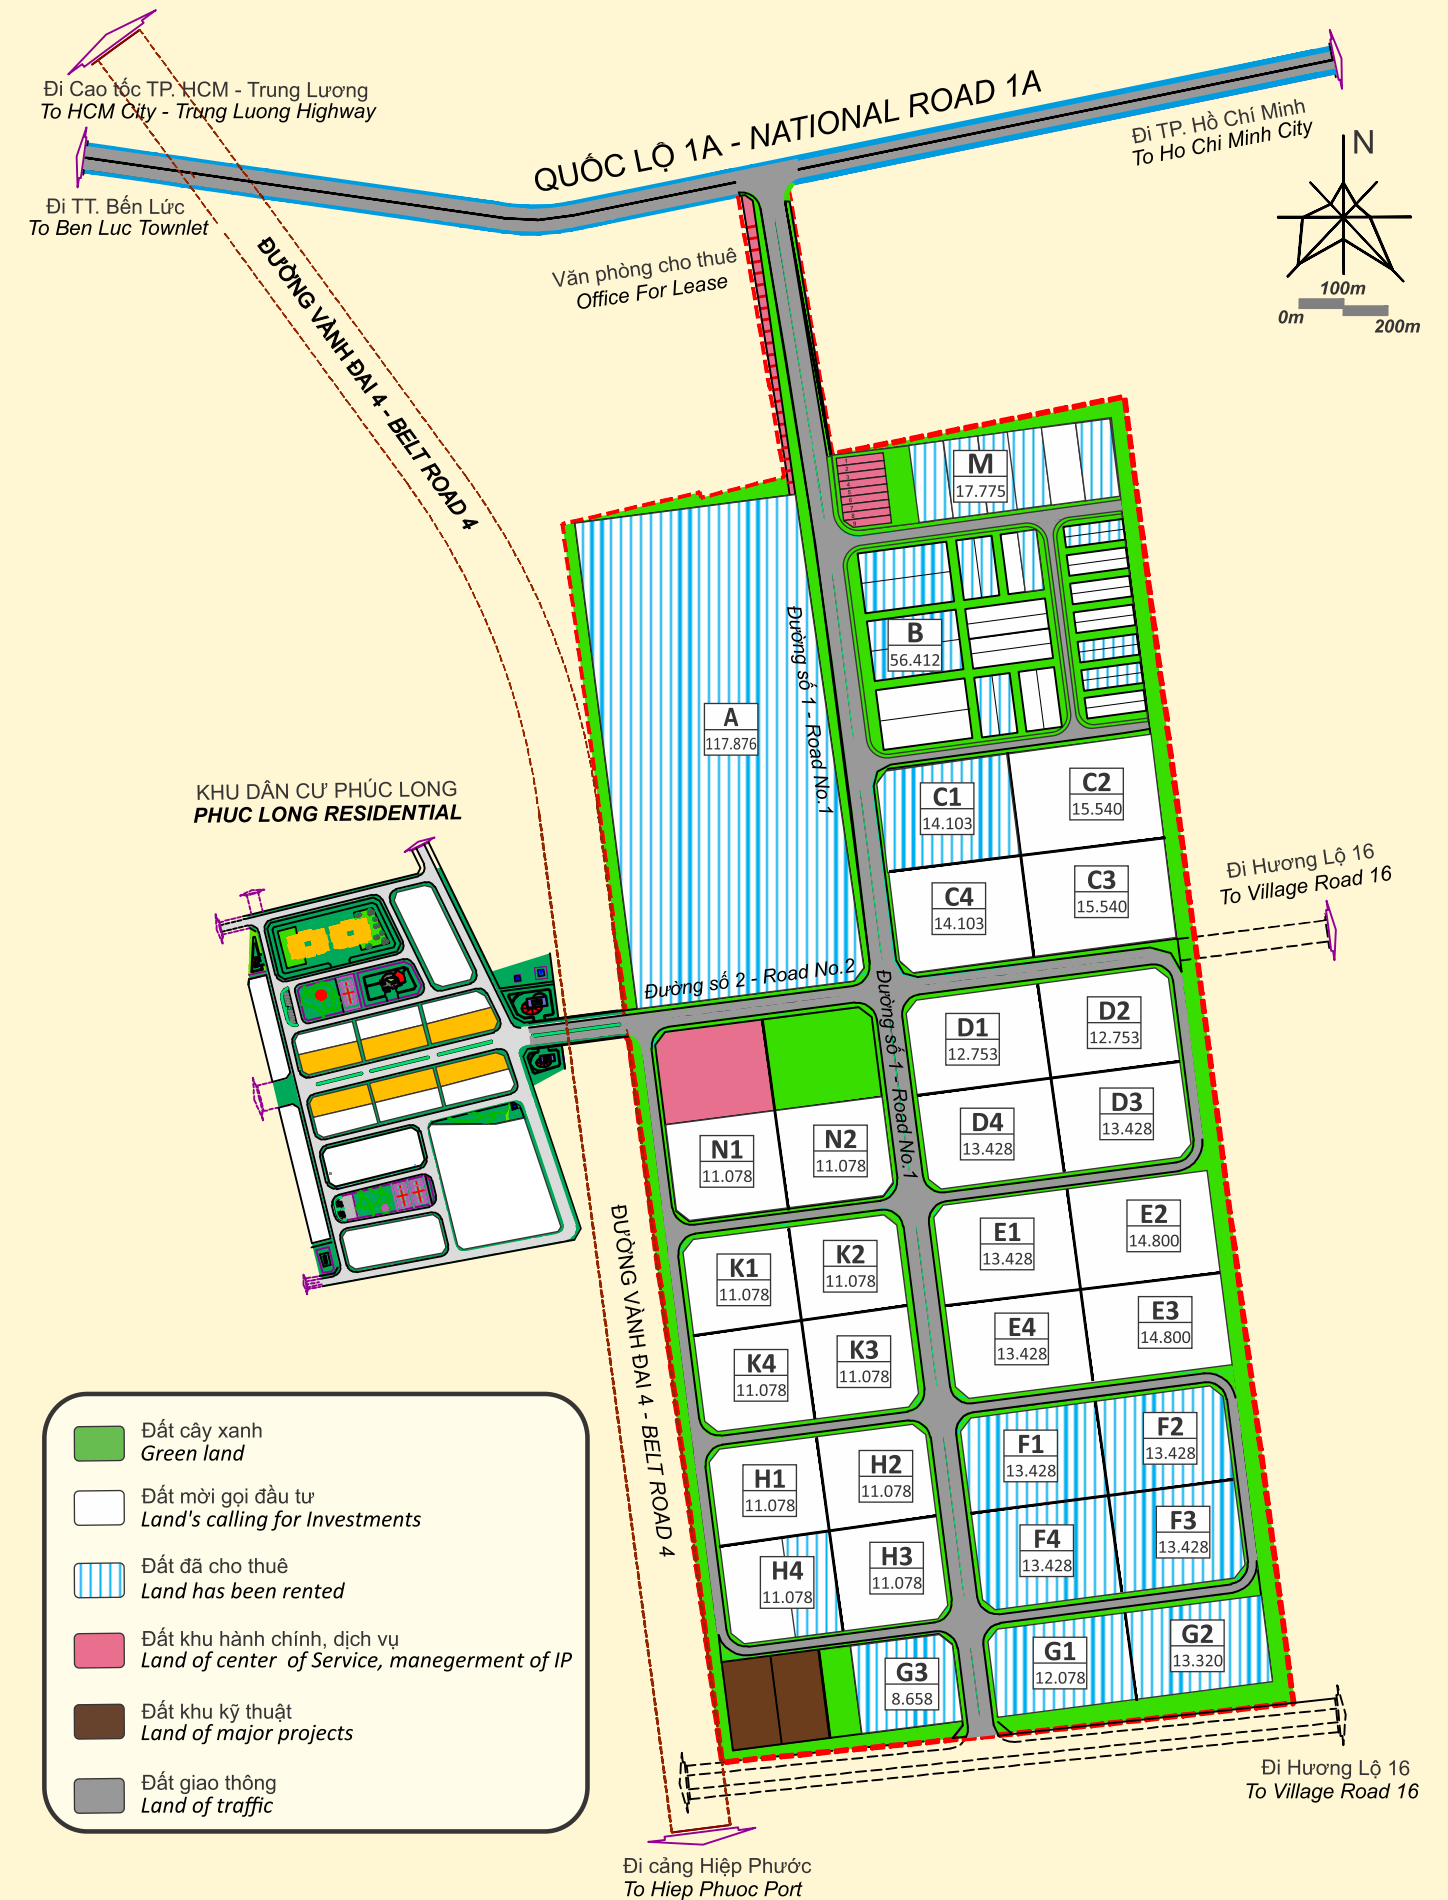 Đi Cao tốc TP. HCM - Trung Lương
To HCM City - Trung Luong Highway
QUỐC LỘ 1A - NATIONAL ROAD 1A
Đi TP. Hồ Chí Minh
To Ho Chi Minh City
N
100m
0m
200m
Đi TT. Bến Lức
To Ben Luc Townlet
ĐƯỜNG VÀNH ĐAI 4 - BELT ROAD 4
Văn phòng cho thuê
Office For Lease
M
17.775
1
2
3
4
5
6
7
8
9
B
56.412
Đường số 1 - Road No.1
A
117.876
C1
14.103
C2
15.540
C4
14.103
C3
15.540
KHU DÂN CƯ PHÚC LONG
PHUC LONG RESIDENTIAL
Đi Hương Lộ 16
To Village Road 16
Đường số 2 - Road No.2
Đường số 1 - Road No.1
D1
12.753
D2
12.753
D4
13.428
D3
13.428
N1
11.078
N2
11.078
E1
13.428
E2
14.800
E4
13.428
E3
14.800
K1
11.078
K2
11.078
K4
11.078
K3
11.078
ĐƯỜNG VÀNH ĐAI 4 - BELT ROAD 4
F1
13.428
F2
13.428
F4
13.428
F3
13.428
H1
11.078
H2
11.078
H4
11.078
H3
11.078
G1
12.078
G2
13.320
G3
8.658
Đất cây xanh
Green land
Đất mời gọi đầu tư
Land's calling for Investments
Đất đã cho thuê
Land has been rented
Đất khu hành chính, dịch vụ
Land of center of Service, manegerment of IP
Đất khu kỹ thuật
Land of major projects
Đất giao thông
Land of traffic
Đi Hương Lộ 16
To Village Road 16
Đi cảng Hiệp Phước
To Hiep Phuoc Port